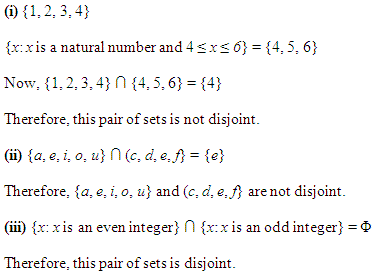 (i) {1, 2, 3, 4}
{x: x is a natural number and 4 ≤ x ≤ 6} = {4, 5, 6}
Now, {1, 2, 3, 4} ∩ {4, 5, 6} = {4}
Therefore, this pair of sets is not disjoint.
(ii) {a, e, i, o, u} ∩ (c, d, e, f} = {e}
Therefore, {a, e, i, o, u} and (c, d, e, f} are not disjoint.
(iii) {x: x is an even integer} ∩ {x: x is an odd integer} = Φ
Therefore, this pair of sets is disjoint.